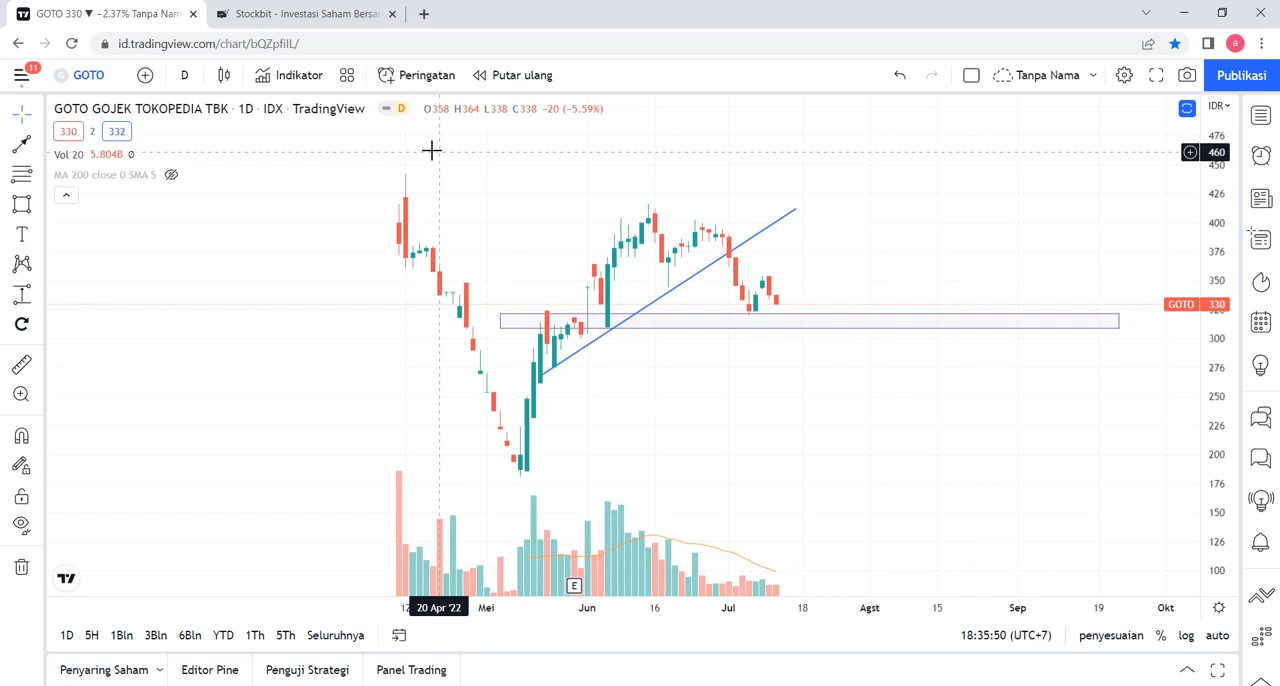 GOTO 330 ▼ −2.37% Tanpa Nam
Stockbit - Investasi Saham Bersar
id.tradingview.com/chart/bQZpfiIL/
a
11
G GOTO
D
Indikator
Peringatan
Putar ulang
Tanpa Nama
Publikasi
GOTO GOJEK TOKOPEDIA TBK · 1D · IDX · TradingView
D
O358 H364 L338 C338 −20 (−5.59%)
IDR
330 2 332
Vol 20 5.804B Ø
MA 200 close 0 SMA 5
476
460
450
426
400
376
350
GOTO 330
300
276
250
226
200
176
150
126
100
E
20 Apr '22
Mei
Jun
16
Jul
18
Agst
15
Sep
19
Okt
1D 5H 1Bln 3Bln 6Bln YTD 1Th 5Th Seluruhnya
18:35:50 (UTC+7)
penyesuaian % log auto
Penyaring Saham
Editor Pine
Penguji Strategi
Panel Trading